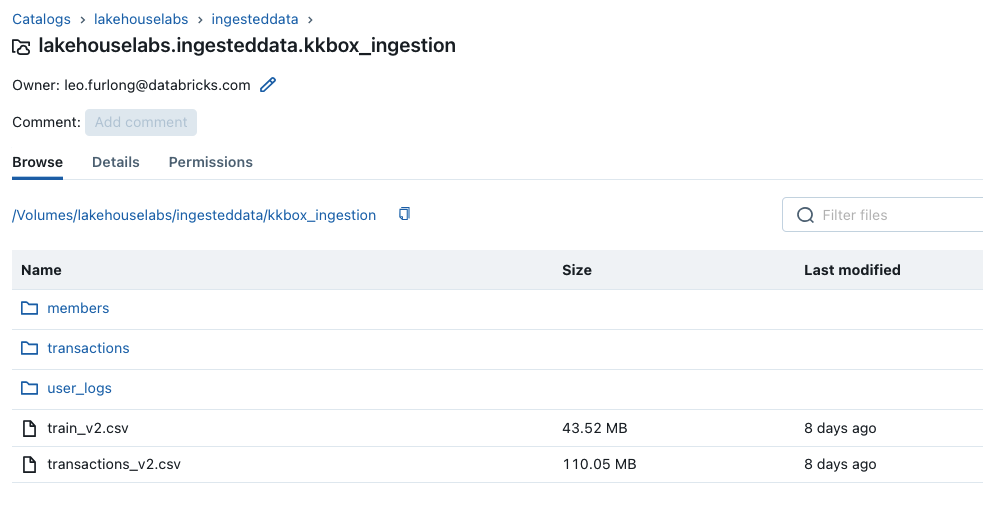 Catalogs › lakehouselabs › ingesteddata ›
lakehouselabs.ingesteddata.kkbox_ingestion
Owner: leo.furlong@databricks.com
Comment: Add comment
Browse Details Permissions
/Volumes/lakehouselabs/ingesteddata/kkbox_ingestion Filter files
Name Size Last modified
members
transactions
user_logs
train_v2.csv 43.52 MB 8 days ago
transactions_v2.csv 110.05 MB 8 days ago